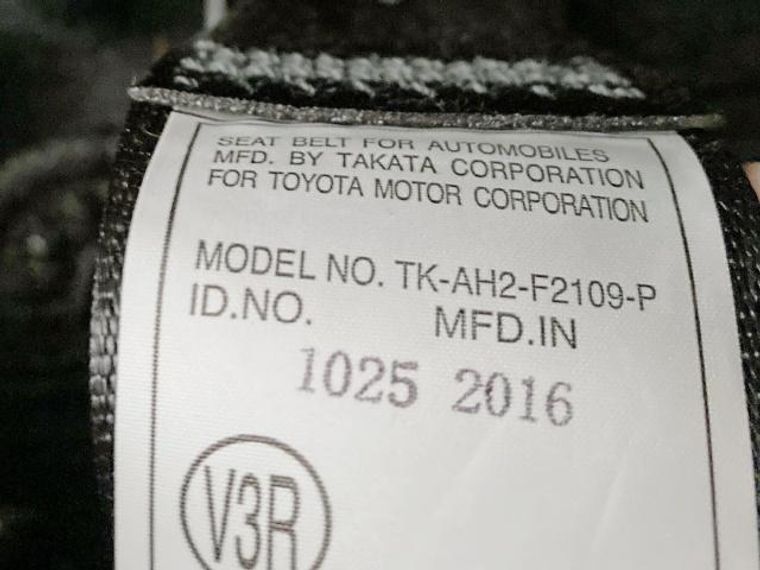 SEAT BELT FOR AUTOMOBILES
MFD. BY TAKATA CORPORATION
FOR TOYOTA MOTOR CORPORATION
MODEL NO. TK-AH2-F2109-P
ID.NO. MFD.IN
1025 2016
V3R